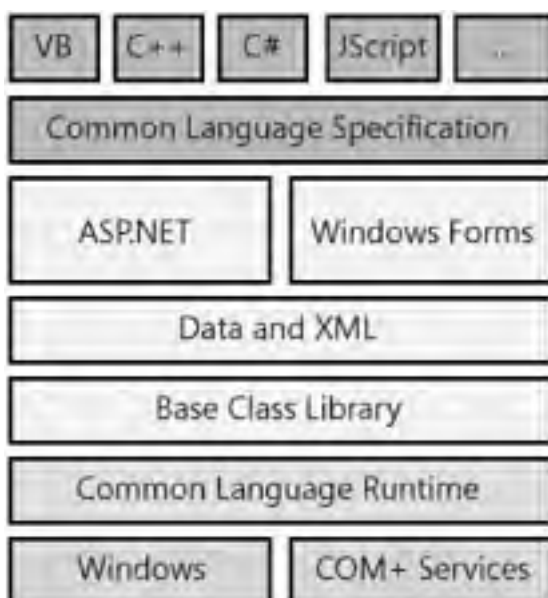 VB C++ C# JScript ...
Common Language Specification
ASP.NET Windows Forms
Data and XML
Base Class Library
Common Language Runtime
Windows COM+ Services